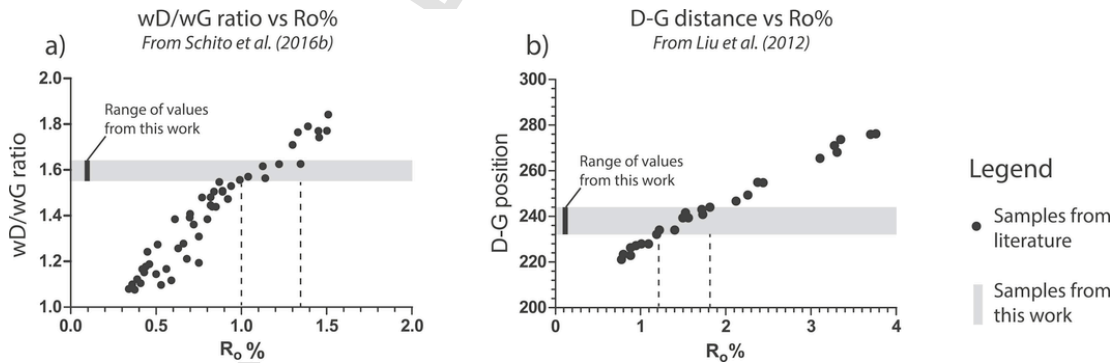 wD/wG ratio vs Ro%
From Schito et al. (2016b)
a)
2.0
1.8
1.6
1.4
1.2
1.0
wD/wG ratio
Range of values
from this work
0.0
0.5
1.0
1.5
2.0
Ro%
D-G distance vs Ro%
From Liu et al. (2012)
b)
300
280
260
240
220
200
D-G position
Range of values
from this work
0
1
2
3
4
Ro%
Legend
Samples from
literature
Samples from
this work